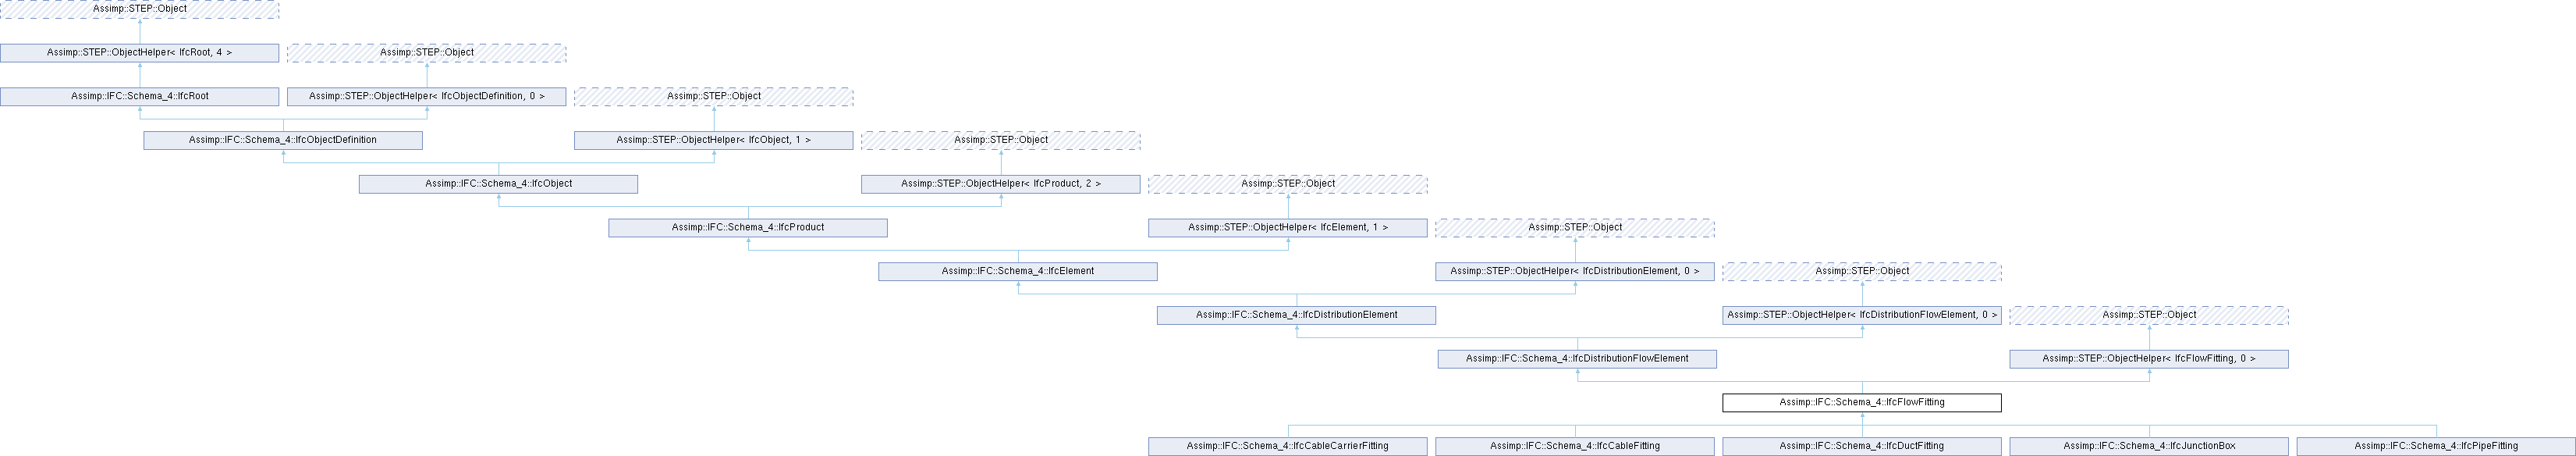 Assimp::STEP::Object
Assimp::STEP::ObjectHelper< IfcRoot, 4 >
Assimp::STEP::Object
Assimp::IFC::Schema_4::IfcRoot
Assimp::STEP::ObjectHelper< IfcObjectDefinition, 0 >
Assimp::STEP::Object
Assimp::IFC::Schema_4::IfcObjectDefinition
Assimp::STEP::ObjectHelper< IfcObject, 1 >
Assimp::STEP::Object
Assimp::IFC::Schema_4::IfcObject
Assimp::STEP::ObjectHelper< IfcProduct, 2 >
Assimp::STEP::Object
Assimp::IFC::Schema_4::IfcProduct
Assimp::STEP::ObjectHelper< IfcElement, 1 >
Assimp::STEP::Object
Assimp::IFC::Schema_4::IfcElement
Assimp::STEP::ObjectHelper< IfcDistributionElement, 0 >
Assimp::STEP::Object
Assimp::IFC::Schema_4::IfcDistributionElement
Assimp::STEP::ObjectHelper< IfcDistributionFlowElement, 0 >
Assimp::STEP::Object
Assimp::IFC::Schema_4::IfcDistributionFlowElement
Assimp::STEP::ObjectHelper< IfcFlowFitting, 0 >
Assimp::IFC::Schema_4::IfcFlowFitting
Assimp::IFC::Schema_4::IfcCableCarrierFitting
Assimp::IFC::Schema_4::IfcCableFitting
Assimp::IFC::Schema_4::IfcDuctFitting
Assimp::IFC::Schema_4::IfcJunctionBox
Assimp::IFC::Schema_4::IfcPipeFitting